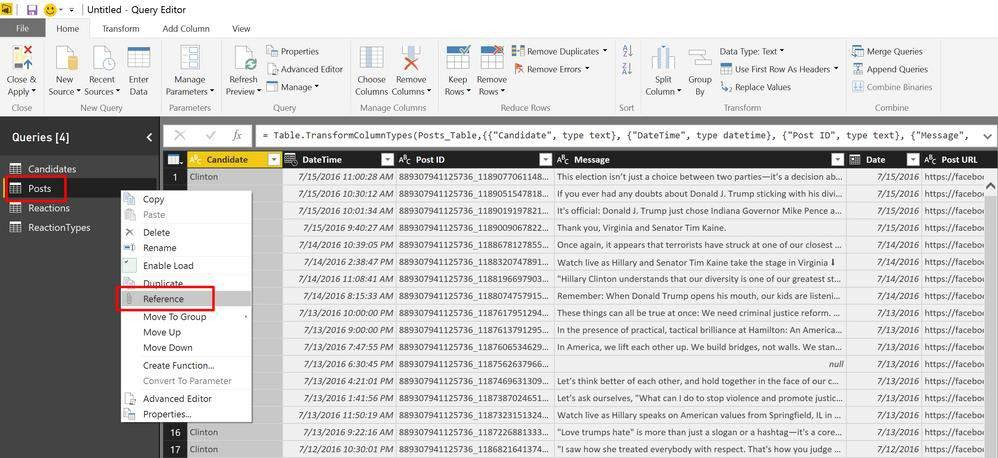 Untitled - Query Editor
File Home Transform Add Column View
Close & Apply
New Source
Recent Sources
Enter Data
Manage Parameters
Refresh Preview
Properties
Advanced Editor
Manage
Choose Columns
Remove Columns
Keep Rows
Remove Rows
Remove Duplicates
Remove Errors
Split Column
Group By
Data Type: Text
Use First Row As Headers
Replace Values
Merge Queries
Append Queries
Combine Binaries
Close New Query Parameters Query Manage Columns Reduce Rows Sort Transform Combine
Queries [4]
Candidates
Posts
Reactions
ReactionTypes
Copy
Paste
Delete
Rename
Enable Load
Duplicate
Reference
Move To Group
Move Up
Move Down
Create Function...
Convert To Parameter
Advanced Editor
Properties...
fx = Table.TransformColumnTypes(Posts_Table,{{"Candidate", type text}, {"DateTime", type datetime}, {"Post ID", type text}, {"Message",
Candidate DateTime Post ID Message Date Post URL
1 Clinton 7/15/2016 11:00:28 AM 889307941125736_1189077061148... This election isn't just a choice between two parties—it's a decision ab... 7/15/2016 https://facebo
7/15/2016 10:30:12 AM 889307941125736_1189051547818... If you ever had any doubts about Donald J. Trump sticking with his divi... 7/15/2016 https://facebo
7/15/2016 10:01:34 AM 889307941125736_1189019197821... It's official: Donald J. Trump just chose Indiana Governor Mike Pence a... 7/15/2016 https://facebo
7/15/2016 9:40:27 AM 889307941125736_1189009067822... Thank you, Virginia and Senator Tim Kaine. 7/15/2016 https://facebo
7/14/2016 10:39:05 PM 889307941125736_1188678127855... Once again, it appears that terrorists have struck at one of our closest ... 7/14/2016 https://facebo
7/14/2016 2:38:47 PM 889307941125736_1188320747891... Watch live as Hillary and Senator Tim Kaine take the stage in Virginia ⬇ 7/14/2016 https://facebo
7/14/2016 11:08:41 AM 889307941125736_1188196697903... "Hillary Clinton understands that our diversity is one of our greatest st... 7/14/2016 https://facebo
7/14/2016 8:15:33 AM 889307941125736_1188074757915... Remember: When Donald Trump opens his mouth, our kids are listeni... 7/14/2016 https://facebo
7/13/2016 10:00:00 PM 889307941125736_1187617951294... These things can all be true at once: We need criminal justice reform. ... 7/13/2016 https://facebo
7/13/2016 9:00:00 PM 889307941125736_1187613791295... In the presence of practical, tactical brilliance at Hamilton: An America... 7/13/2016 https://facebo
7/13/2016 7:47:55 PM 889307941125736_1187606534629... In America, we lift each other up. We build bridges, not walls. We stan... 7/13/2016 https://facebo
7/13/2016 6:30:45 PM 889307941125736_1187562637966... null 7/13/2016 https://facebo
7/13/2016 4:21:01 PM 889307941125736_1187469631309... Let's think better of each other, and hold together in the face of our c... 7/13/2016 https://facebo
7/13/2016 1:41:56 PM 889307941125736_1187387024651... Let's ask ourselves, "What can I do to stop violence and promote justic... 7/13/2016 https://facebo
7/13/2016 11:50:19 AM 889307941125736_1187323151324... Watch live as Hillary speaks on American values from Springfield, IL in ... 7/13/2016 https://facebo
16 Clinton 7/13/2016 9:22:16 AM 889307941125736_1187226881333... "Love trumps hate" is more than just a slogan or a hashtag—it's a core... 7/13/2016 https://facebo
17 Clinton 7/12/2016 10:30:01 PM 889307941125736_1186821641374... "I saw how she treated everybody with respect. That's how you judge ... 7/12/2016 https://facebo